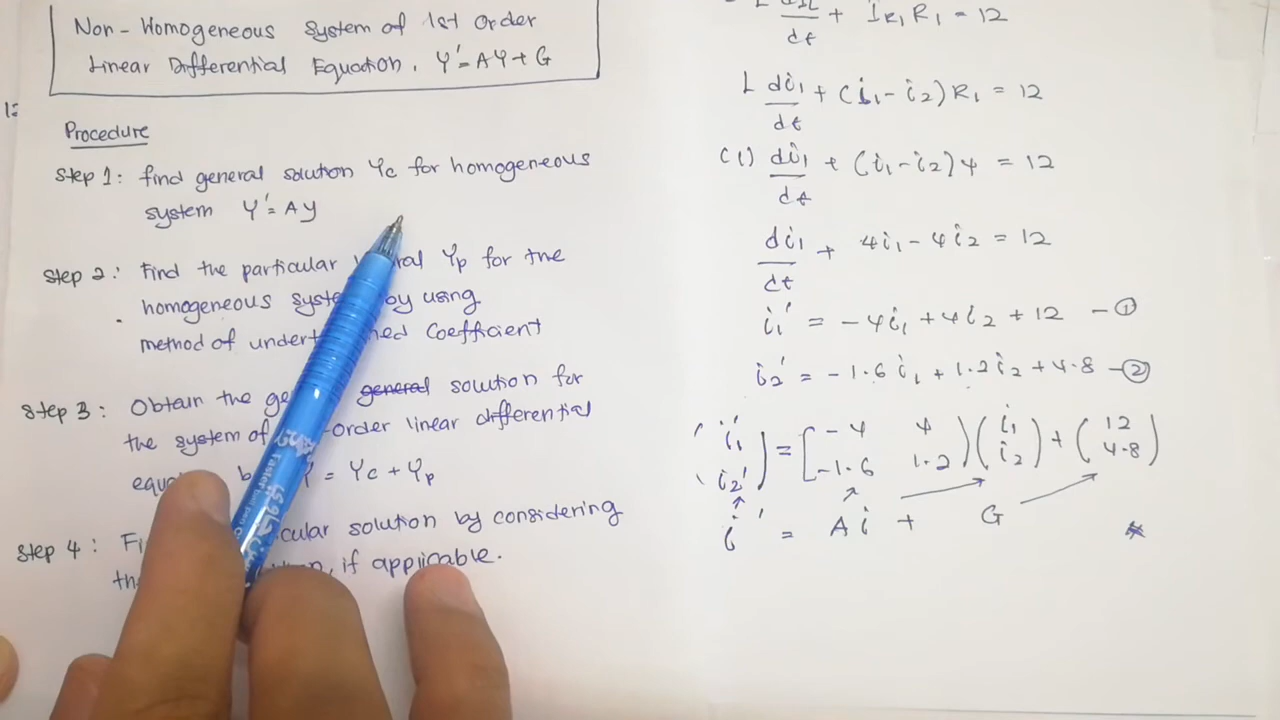 Non-Homogeneous System of 1st Order
Linear Differential Equation, Y' = AY + G
Procedure
Step 1: find general solution Yc for homogeneous
system Y' = AY
Step 2: Find the particular Yp for the
homogeneous by using
method of Coefficient
Step 3: Obtain the general solution for
the system of -order linear differential
= Yc + Yp
Step 4: solution by considering
if applicable.
+ IR1 R1 = 12
dt
L di1/dt + (i1 - i2) R1 = 12
(1) di1/dt + (i1 - i2) 4 = 12
di1/dt + 4i1 - 4i2 = 12
i1' = -4i1 + 4i2 + 12 - ①
i2' = -1.6 i1 + 1.2 i2 + 4.8 - ②
(i1' i2') = [-4 4 -1.6 1.2) (i1 i2) + (12 4.8)
i' = A i + G
Faster